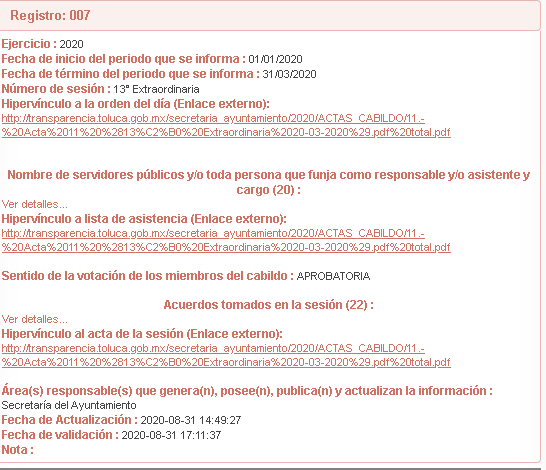 Registro: 007
Ejercicio : 2020
Fecha de inicio del periodo que se informa : 01/01/2020
Fecha de término del periodo que se informa : 31/03/2020
Número de sesión : 13° Extraordinaria
Hipervínculo a la orden del día (Enlace externo):
http://transparencia.toluca.gob.mx/secretaria_ayuntamiento/2020/ACTAS_CABILDO/11.-
%20Acta%2011%20%2813%C2%B0%20Extraordinaria%2020-03-2020%29.pdf%20total.pdf
Nombre de servidores públicos y/o toda persona que funja como responsable y/o asistente y
cargo (20) :
Ver detalles...
Hipervínculo a lista de asistencia (Enlace externo):
http://transparencia.toluca.gob.mx/secretaria_ayuntamiento/2020/ACTAS_CABILDO/11.-
%20Acta%2011%20%2813%C2%B0%20Extraordinaria%2020-03-2020%29.pdf%20total.pdf
Sentido de la votación de los miembros del cabildo : APROBATORIA
Acuerdos tomados en la sesión (22) :
Ver detalles...
Hipervínculo al acta de la sesión (Enlace externo):
http://transparencia.toluca.gob.mx/secretaria_ayuntamiento/2020/ACTAS_CABILDO/11.-
%20Acta%2011%20%2813%C2%B0%20Extraordinaria%2020-03-2020%29.pdf%20total.pdf
Área(s) responsable(s) que genera(n), posee(n), publica(n) y actualizan la información :
Secretaría del Ayuntamiento
Fecha de Actualización : 2020-08-31 14:49:27
Fecha de validación : 2020-08-31 17:11:37
Nota :